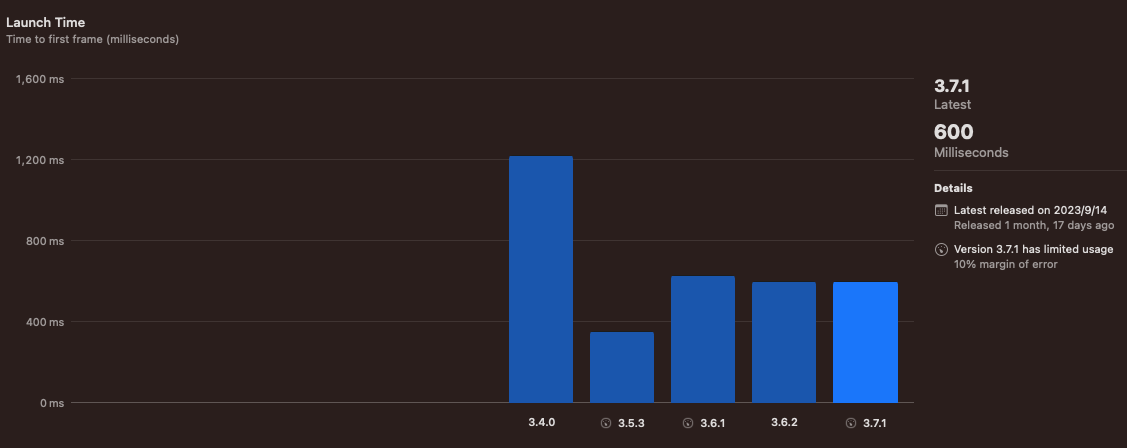 Launch Time
Time to first frame (milliseconds)
1,600 ms
1,200 ms
800 ms
400 ms
0 ms
3.4.0
3.5.3
3.6.1
3.6.2
3.7.1
3.7.1
Latest
600
Milliseconds
Details
Latest released on 2023/9/14
Released 1 month, 17 days ago
Version 3.7.1 has limited usage
10% margin of error